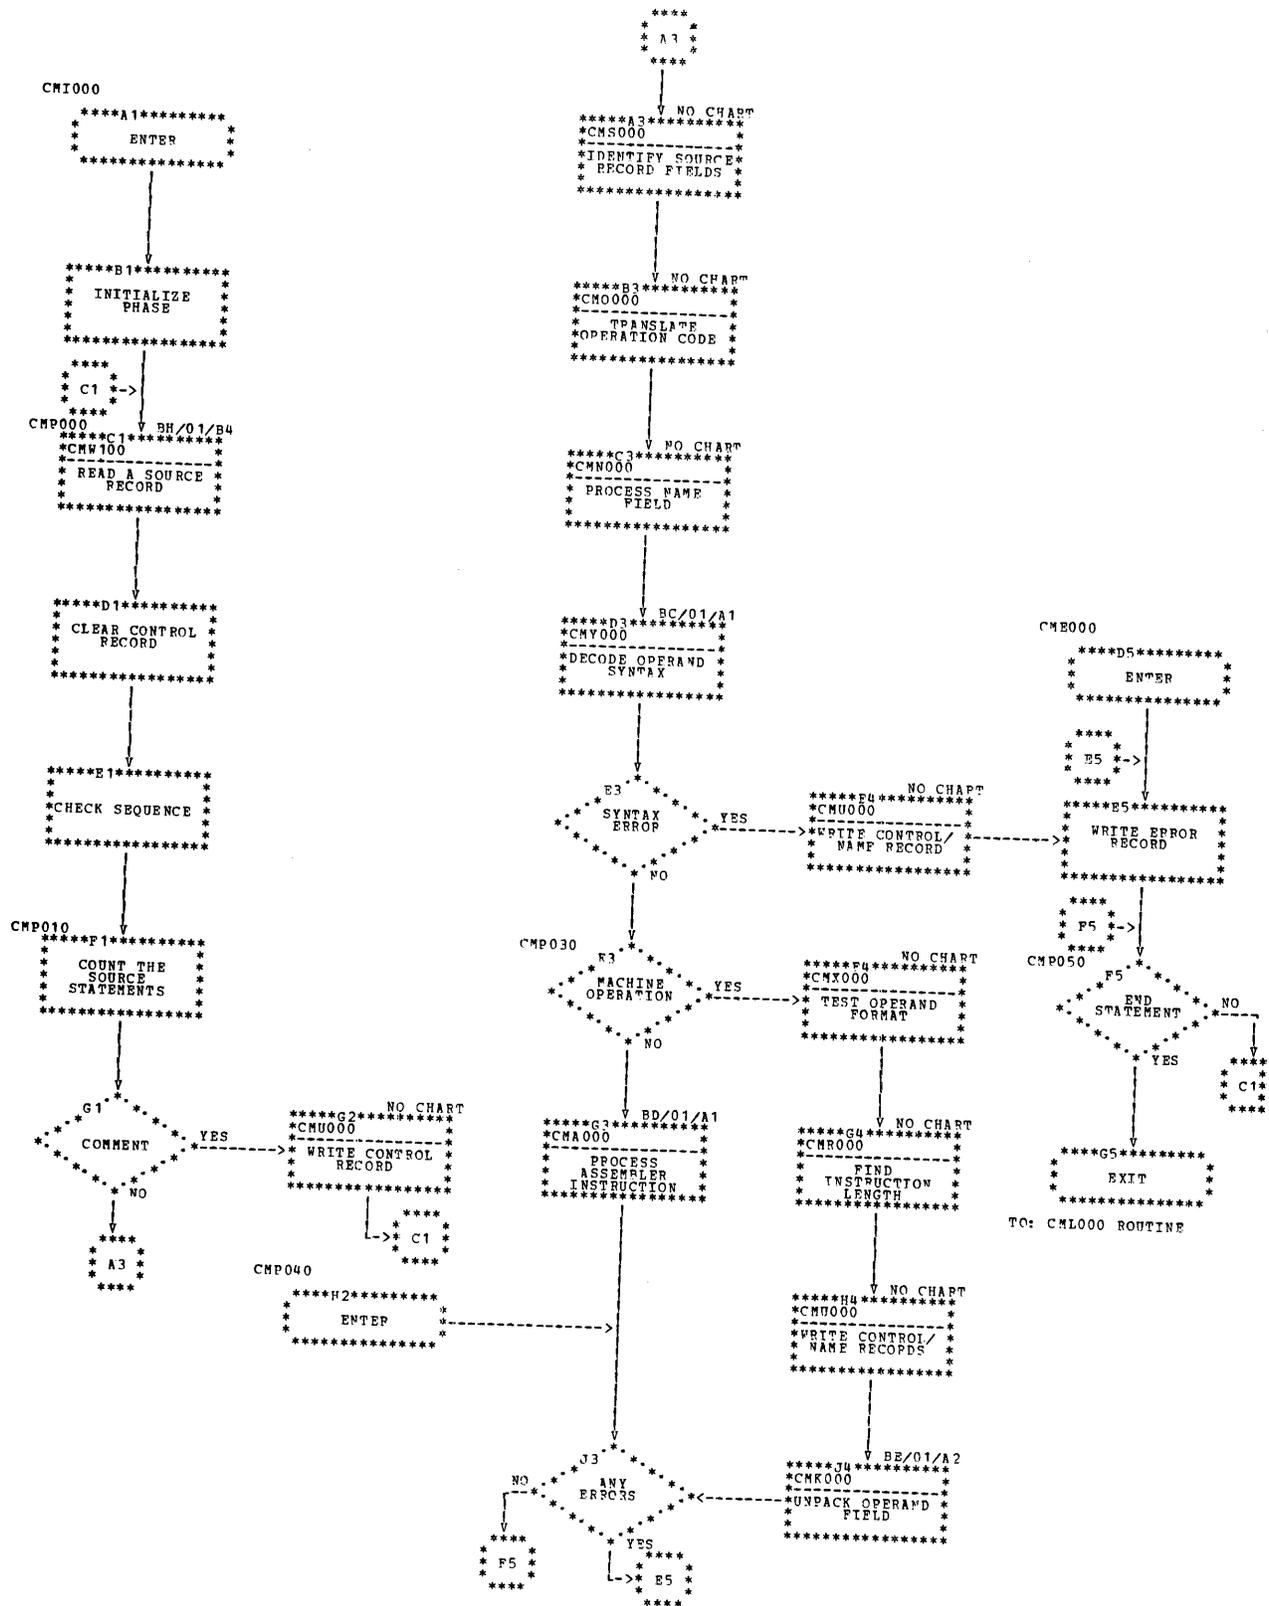 CMI000
A1
ENTER
B1
INITIALIZE
PHASE
C1
CMP000
C1
BH/01/B4
CMW100
READ A SOURCE
RECORD
D1
CLEAR CONTROL
RECORD
E1
CHECK SEQUENCE
CMP010
F1
COUNT THE
SOURCE
STATEMENTS
G1
COMMENT
YES
NO
A3
NO CHART
G2
CMU000
WRITE CONTROL
RECORD
C1
CMP040
H2
ENTER
A3
NO CHART
A3
CMS000
IDENTIFY SOURCE
RECORD FIELDS
NO CHART
B3
CMO000
TRANSLATE
OPERATION CODE
NO CHART
C3
CMN000
PROCESS NAME
FIELD
BC/01/A1
D3
CMY000
DECODE OPERAND
SYNTAX
E3
SYNTAX
ERROR
YES
NO
CMP030
F3
MACHINE
OPERATION
YES
NO
BD/01/A1
G3
CMA000
PROCESS
ASSEMBLER
INSTRUCTION
J3
ANY
ERRORS
NO
YES
F5
E5
NO CHART
E4
CMU000
WRITE CONTROL/
NAME RECORD
NO CHART
F4
CMX000
TEST OPERAND
FORMAT
NO CHART
G4
CMR000
FIND
INSTRUCTION
LENGTH
NO CHART
H4
CMU000
WRITE CONTROL/
NAME RECORDS
BE/01/A2
J4
CMK000
UNPACK OPERAND
FIELD
CME000
D5
ENTER
E5
E5
WRITE ERROR
RECORD
F5
CMP050
F5
END
STATEMENT
NO
YES
C1
G5
EXIT
TO: CML000 ROUTINE